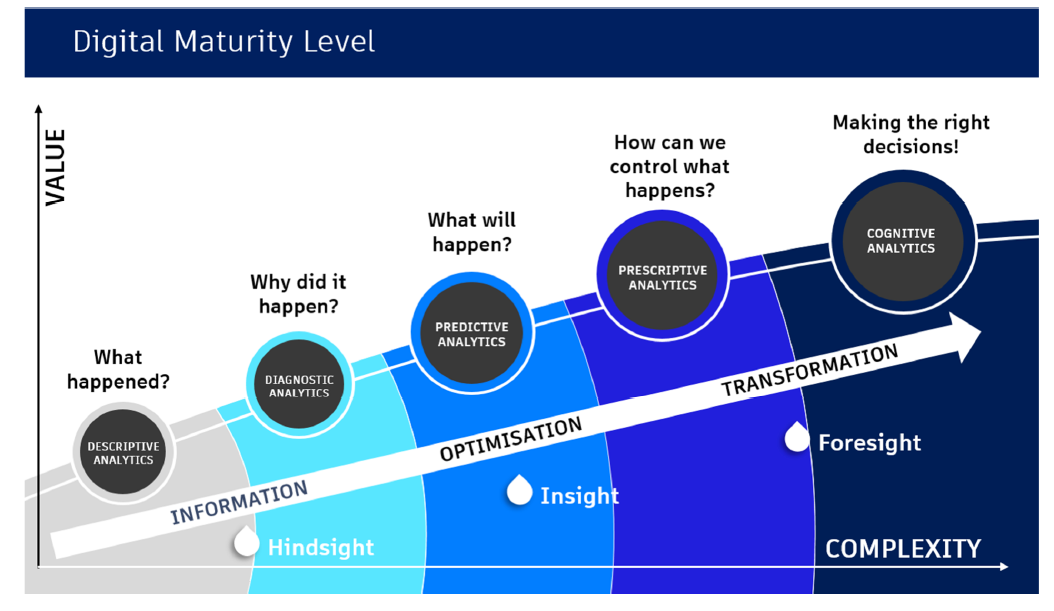 Digital Maturity Level
VALUE
What
happened?
DESCRIPTIVE
ANALYTICS
Why did it
happen?
DIAGNOSTIC
ANALYTICS
What will
happen?
PREDICTIVE
ANALYTICS
How can we
control what
happens?
PRESCRIPTIVE
ANALYTICS
Making the right
decisions!
COGNITIVE
ANALYTICS
INFORMATION
OPTIMISATION
TRANSFORMATION
Hindsight
Insight
Foresight
COMPLEXITY